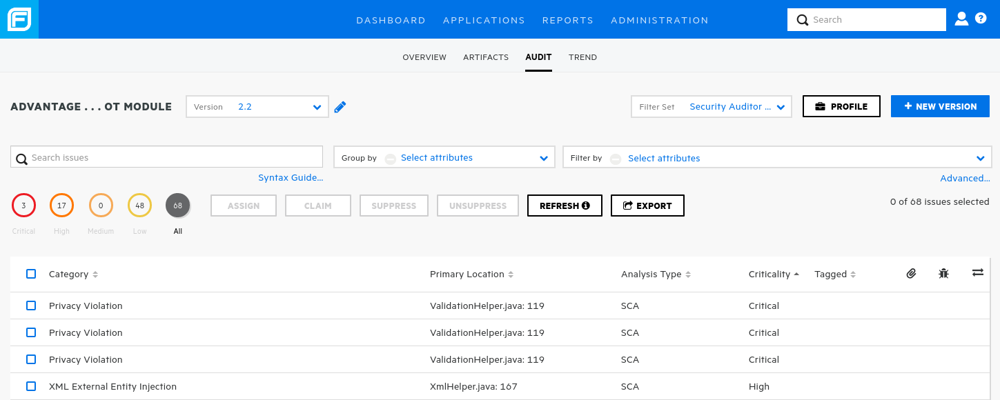 F
DASHBOARD APPLICATIONS REPORTS ADMINISTRATION Search ?
OVERVIEW ARTIFACTS AUDIT TREND
ADVANTAGE . . . OT MODULE Version 2.2 Filter Set Security Auditor ... PROFILE + NEW VERSION
Search issues Group by Select attributes Filter by Select attributes
Syntax Guide... Advanced...
3 17 0 48 68 ASSIGN CLAIM SUPPRESS UNSUPPRESS REFRESH EXPORT 0 of 68 issues selected
Critical High Medium Low All
Category Primary Location Analysis Type Criticality Tagged
Privacy Violation ValidationHelper.java: 119 SCA Critical
Privacy Violation ValidationHelper.java: 119 SCA Critical
Privacy Violation ValidationHelper.java: 119 SCA Critical
XML External Entity Injection XmlHelper.java: 167 SCA High